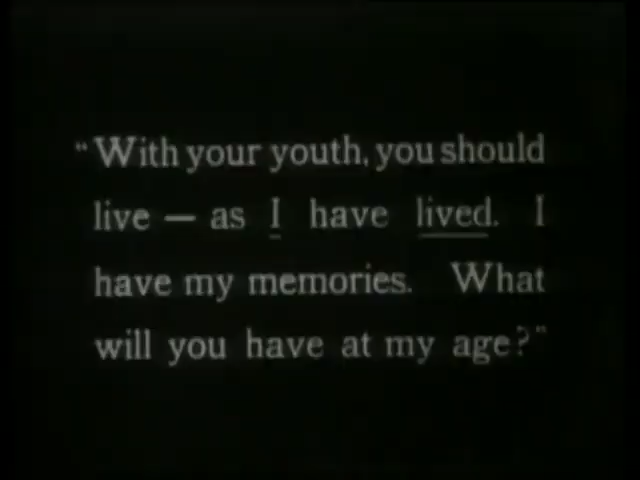 "With your youth, you should
live — as I have lived. I
have my memories. What
will you have at my age?"